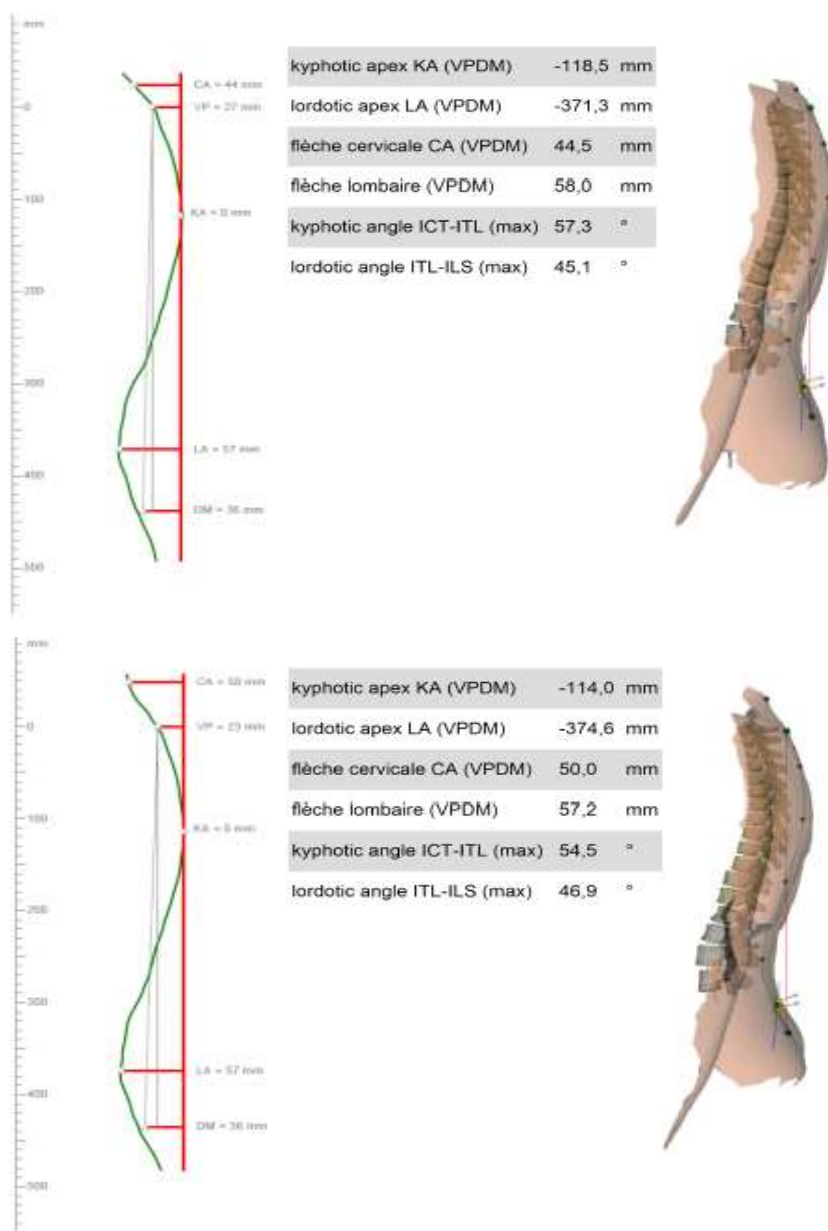 mm
CA = 44 mm
0
VP = 27 mm
100
KA = 0 mm
200
300
LA = 57 mm
400
DM = 36 mm
500
kyphotic apex KA (VPDM) -118,5 mm
lordotic apex LA (VPDM) -371,3 mm
flèche cervicale CA (VPDM) 44,5 mm
flèche lombaire (VPDM) 58,0 mm
kyphotic angle ICT-ITL (max) 57,3 °
lordotic angle ITL-ILS (max) 45,1 °
mm
0
VP = 23 mm
100
KA = 0 mm
200
300
LA = 57 mm
400
DM = 36 mm
500
kyphotic apex KA (VPDM) -114,0 mm
lordotic apex LA (VPDM) -374,6 mm
flèche cervicale CA (VPDM) 50,0 mm
flèche lombaire (VPDM) 57,2 mm
kyphotic angle ICT-ITL (max) 54,5 °
lordotic angle ITL-ILS (max) 46,9 °